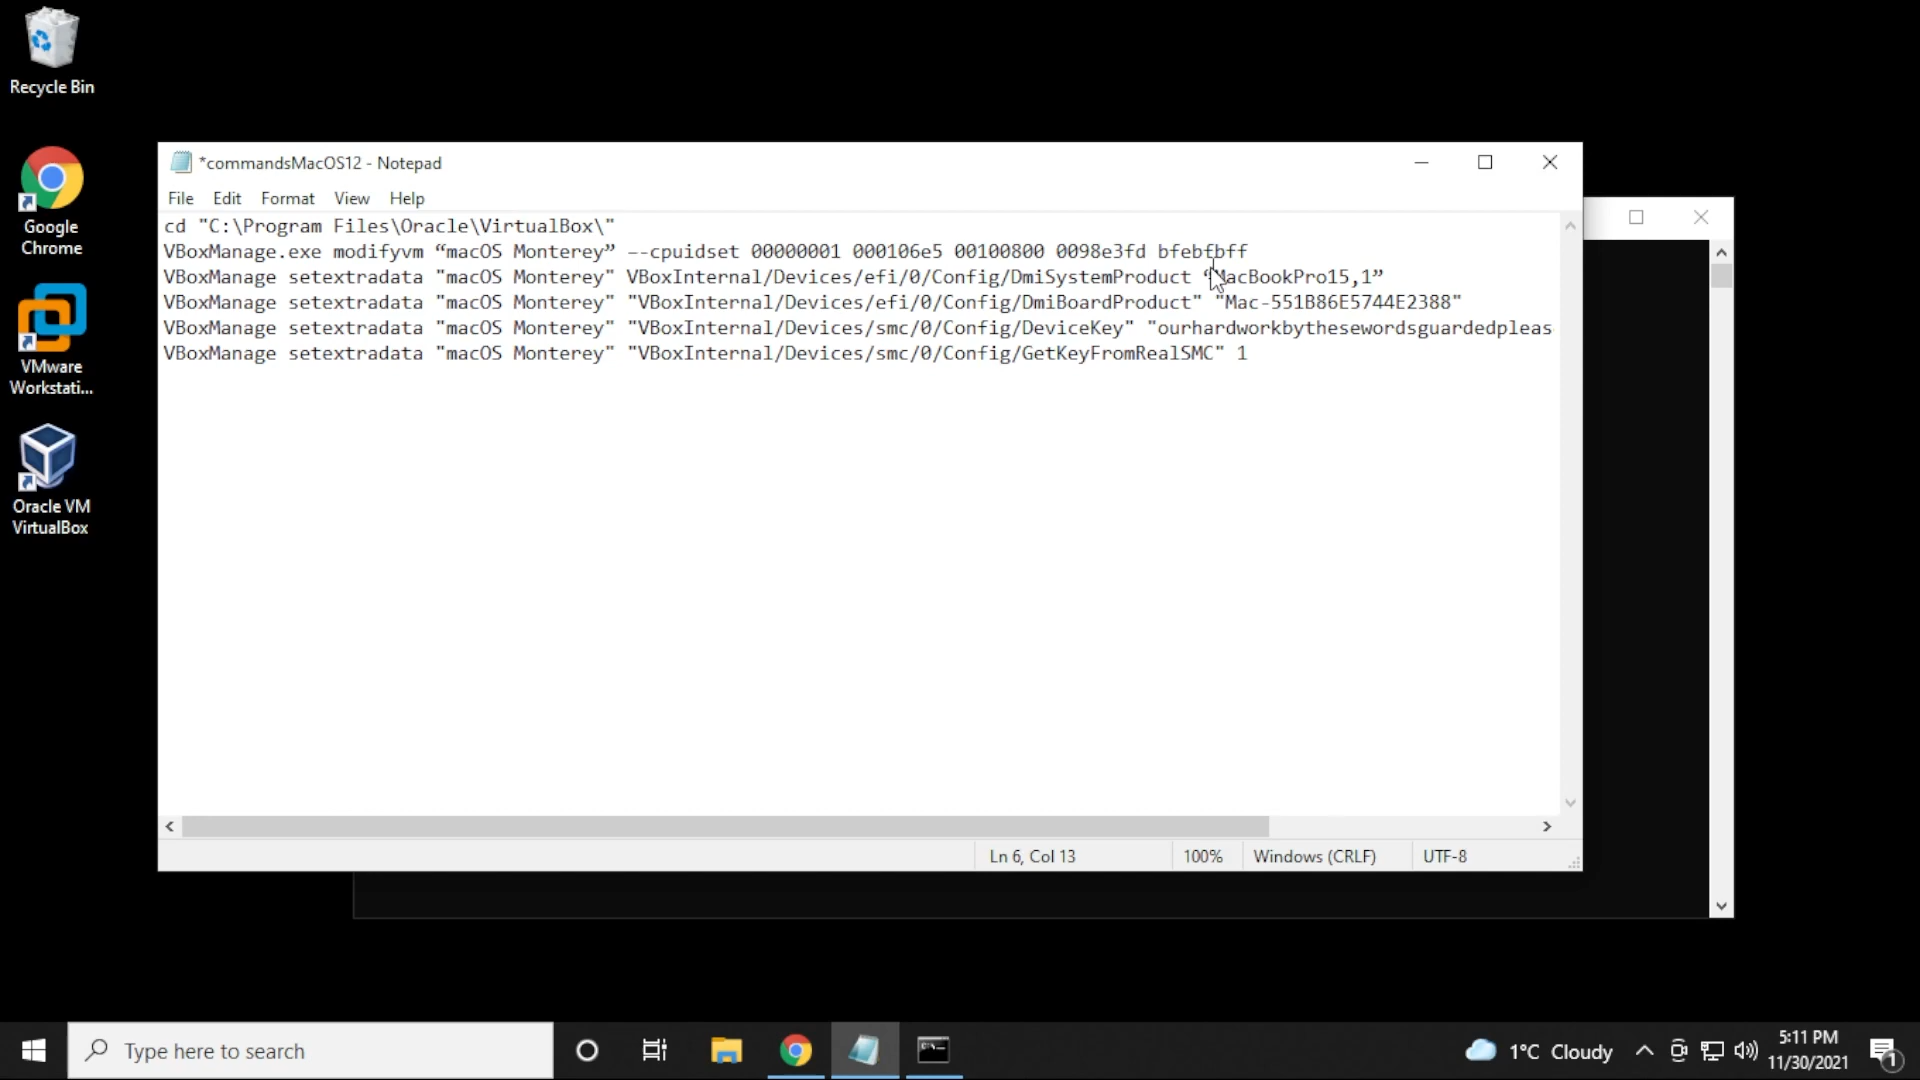 Recycle Bin
Google
Chrome
VMware
Workstati...
Oracle VM
VirtualBox
*commandsMacOS12 - Notepad
File Edit Format View Help
cd "C:\Program Files\Oracle\VirtualBox\"
VBoxManage.exe modifyvm “macOS Monterey” --cpuidset 00000001 000106e5 00100800 0098e3fd bfebfbff
VBoxManage setextradata "macOS Monterey" VBoxInternal/Devices/efi/0/Config/DmiSystemProduct “MacBookPro15,1”
VBoxManage setextradata "macOS Monterey" "VBoxInternal/Devices/efi/0/Config/DmiBoardProduct" "Mac-551B86E5744E2388"
VBoxManage setextradata "macOS Monterey" "VBoxInternal/Devices/smc/0/Config/DeviceKey" "ourhardworkbythesewordsguardedpleas
VBoxManage setextradata "macOS Monterey" "VBoxInternal/Devices/smc/0/Config/GetKeyFromRealSMC" 1
Ln 6, Col 13 100% Windows (CRLF) UTF-8
Type here to search
1°C Cloudy
5:11 PM
11/30/2021
1